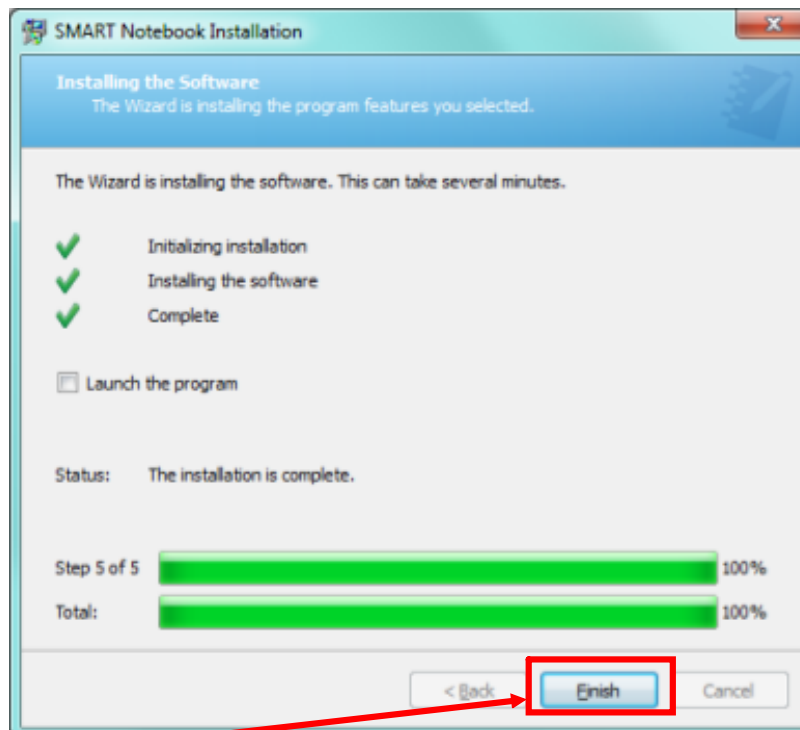 SMART Notebook Installation
Installing the Software
The Wizard is installing the program features you selected.
The Wizard is installing the software. This can take several minutes.
Initializing installation
Installing the software
Complete
Launch the program
Status: The installation is complete.
Step 5 of 5 100%
Total: 100%
< Back Finish Cancel